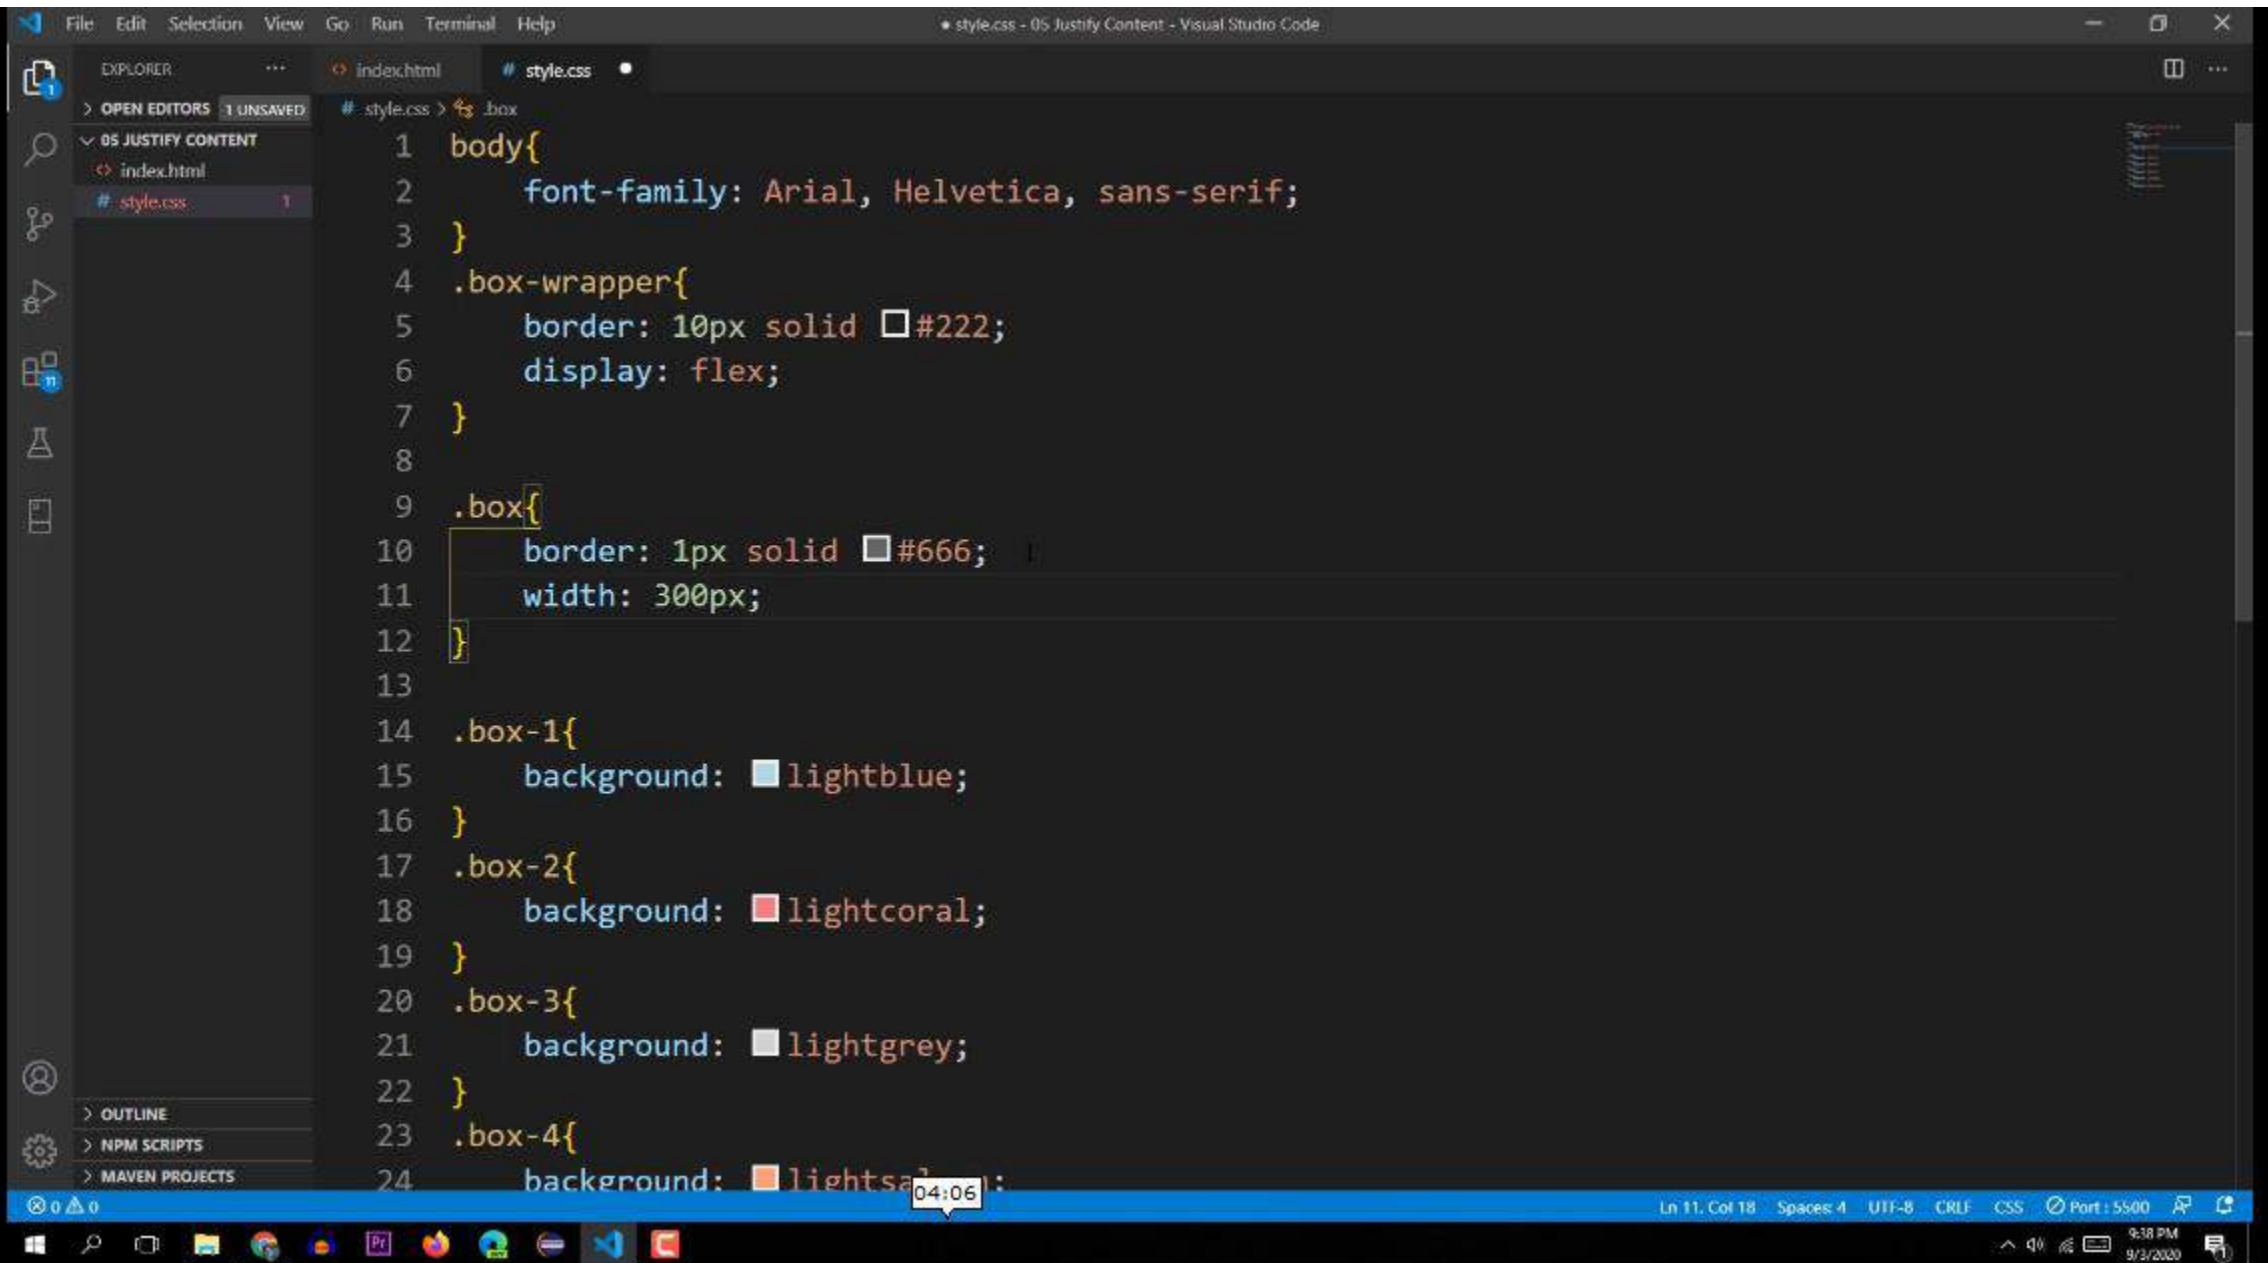 File Edit Selection View Go Run Terminal Help
● style.css - 05 Justify Content - Visual Studio Code
EXPLORER ...
index.html # style.css ●
> OPEN EDITORS 1 UNSAVED
# style.css > .box
05 JUSTIFY CONTENT
<> index.html
# style.css 1
1 body{
2 font-family: Arial, Helvetica, sans-serif;
3 }
4 .box-wrapper{
5 border: 10px solid #222;
6 display: flex;
7 }
8
9 .box{
10 border: 1px solid #666;
11 width: 300px;
12 }
13
14 .box-1{
15 background: lightblue;
16 }
17 .box-2{
18 background: lightcoral;
19 }
20 .box-3{
21 background: lightgrey;
22 }
23 .box-4{
24 background:
1
11
> OUTLINE
> NPM SCRIPTS
> MAVEN PROJECTS
04:06
0 0
Ln 11, Col 18 Spaces: 4 UTF-8 CRLF CSS Port : 5500
Pr
9:38 PM
9/3/2020